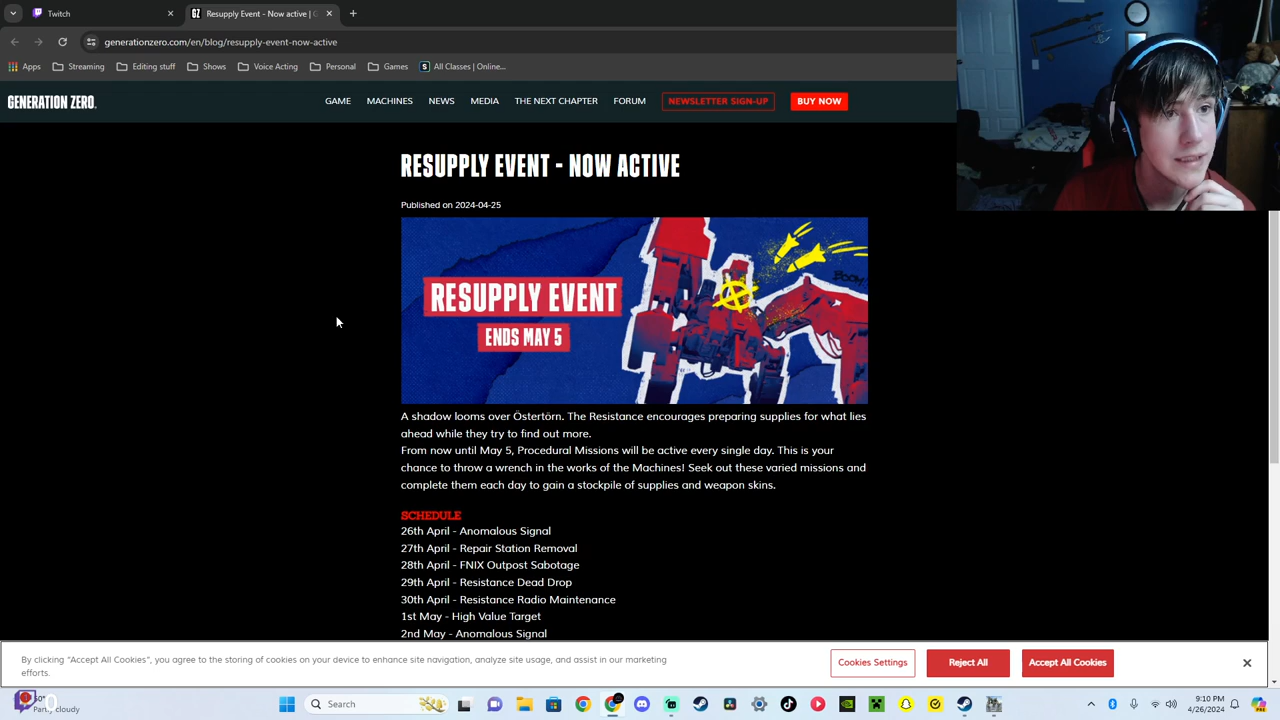 Twitch
GZ Resupply Event - Now active | G
generationzero.com/en/blog/resupply-event-now-active
Apps Streaming Editing stuff Shows Voice Acting Personal Games S All Classes | Online...
GENERATION ZERO. GAME MACHINES NEWS MEDIA THE NEXT CHAPTER FORUM NEWSLETTER SIGN-UP BUY NOW
RESUPPLY EVENT - NOW ACTIVE
Published on 2024-04-25
BOOM!
RESUPPLY EVENT
ENDS MAY 5
A shadow looms over Östertörn. The Resistance encourages preparing supplies for what lies
ahead while they try to find out more.
From now until May 5, Procedural Missions will be active every single day. This is your
chance to throw a wrench in the works of the Machines! Seek out these varied missions and
complete them each day to gain a stockpile of supplies and weapon skins.
SCHEDULE
26th April - Anomalous Signal
27th April - Repair Station Removal
28th April - FNIX Outpost Sabotage
29th April - Resistance Dead Drop
30th April - Resistance Radio Maintenance
1st May - High Value Target
2nd May - Anomalous Signal
By clicking “Accept All Cookies”, you agree to the storing of cookies on your device to enhance site navigation, analyze site usage, and assist in our marketing
efforts.
Cookies Settings Reject All Accept All Cookies
cloudy
Search
9:10 PM
4/26/2024